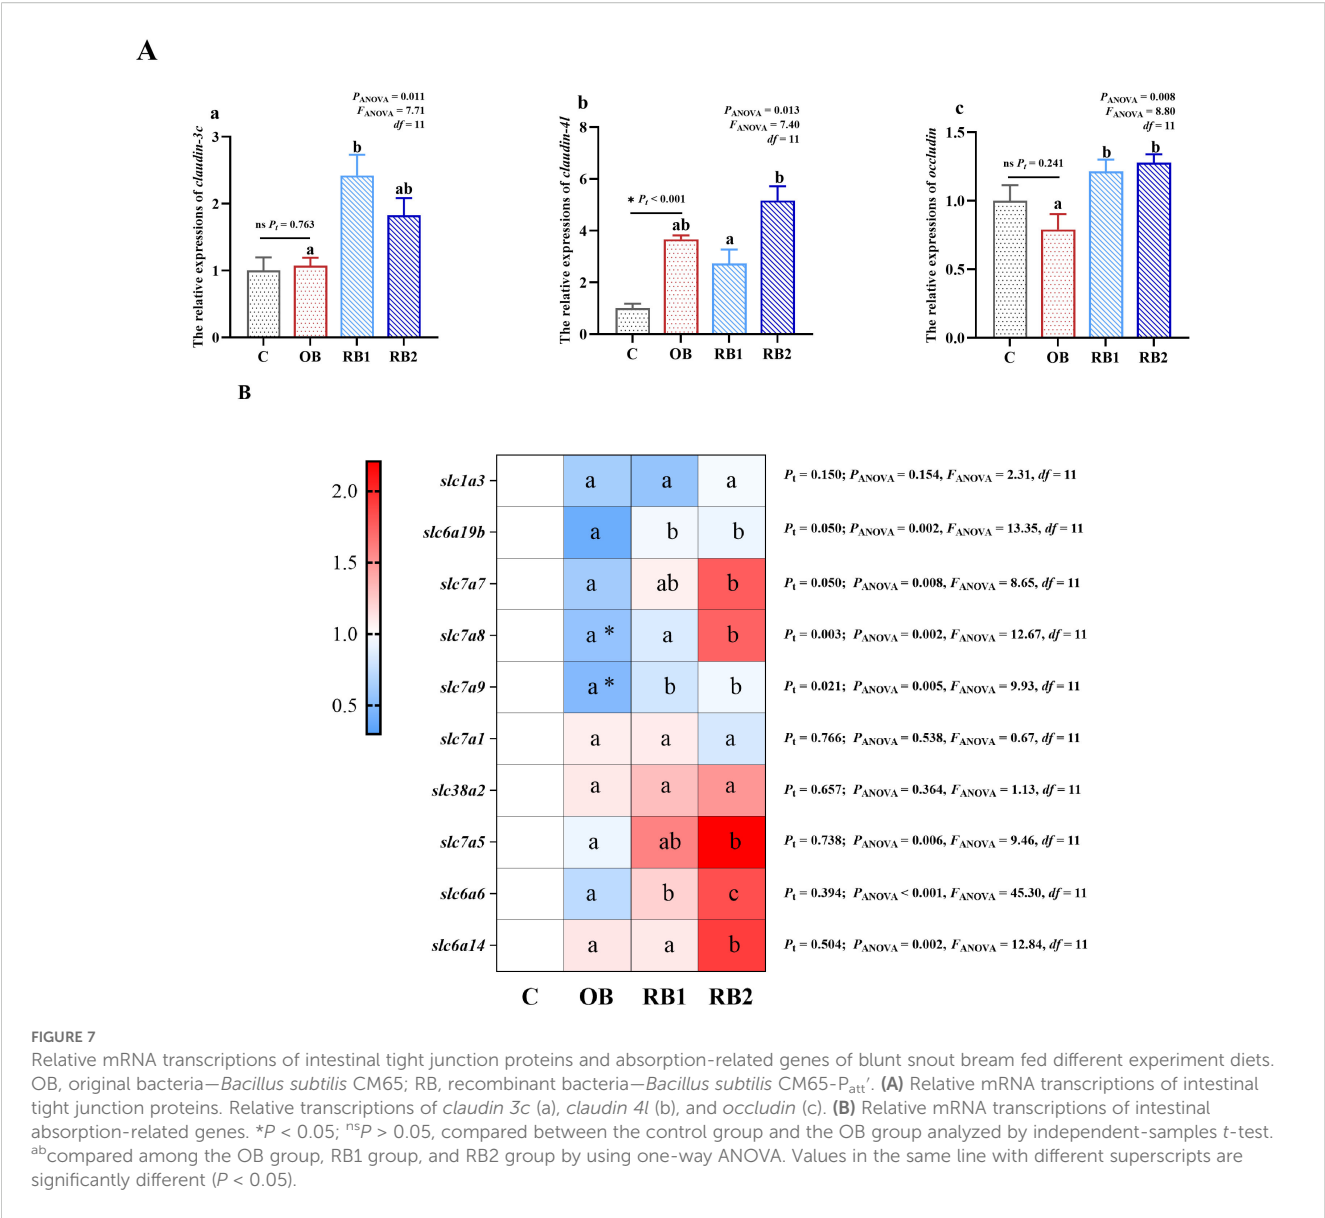 A
a
P_ANOVA = 0.011
F_ANOVA = 7.71
df = 11
The relative expressions of claudin-3c
3
2
1
0
ns P_t = 0.763
a
b
ab
C OB RB1 RB2
b
P_ANOVA = 0.013
F_ANOVA = 7.40
df = 11
The relative expressions of claudin-4l
8
6
4
2
0
* P_t < 0.001
ab
a
b
C OB RB1 RB2
c
P_ANOVA = 0.008
F_ANOVA = 8.80
df = 11
The relative expressions of occludin
1.5
1.0
0.5
0.0
ns P_t = 0.241
a
b
b
C OB RB1 RB2
B
2.0
1.5
1.0
0.5
slc1a3 a a a P_t = 0.150; P_ANOVA = 0.154, F_ANOVA = 2.31, df = 11
slc6a19b a b b P_t = 0.050; P_ANOVA = 0.002, F_ANOVA = 13.35, df = 11
slc7a7 a ab b P_t = 0.050; P_ANOVA = 0.008, F_ANOVA = 8.65, df = 11
slc7a8 a * a b P_t = 0.003; P_ANOVA = 0.002, F_ANOVA = 12.67, df = 11
slc7a9 a * b b P_t = 0.021; P_ANOVA = 0.005, F_ANOVA = 9.93, df = 11
slc7a1 a a a P_t = 0.766; P_ANOVA = 0.538, F_ANOVA = 0.67, df = 11
slc38a2 a a a P_t = 0.657; P_ANOVA = 0.364, F_ANOVA = 1.13, df = 11
slc7a5 a ab b P_t = 0.738; P_ANOVA = 0.006, F_ANOVA = 9.46, df = 11
slc6a6 a b c P_t = 0.394; P_ANOVA < 0.001, F_ANOVA = 45.30, df = 11
slc6a14 a a b P_t = 0.504; P_ANOVA = 0.002, F_ANOVA = 12.84, df = 11
C OB RB1 RB2
FIGURE 7
Relative mRNA transcriptions of intestinal tight junction proteins and absorption-related genes of blunt snout bream fed different experiment diets.
OB, original bacteria—Bacillus subtilis CM65; RB, recombinant bacteria—Bacillus subtilis CM65-P_att′. (A) Relative mRNA transcriptions of intestinal
tight junction proteins. Relative transcriptions of claudin 3c (a), claudin 4l (b), and occludin (c). (B) Relative mRNA transcriptions of intestinal
absorption-related genes. *P < 0.05; ^nsP > 0.05, compared between the control group and the OB group analyzed by independent-samples t-test.
^abcompared among the OB group, RB1 group, and RB2 group by using one-way ANOVA. Values in the same line with different superscripts are
significantly different (P < 0.05).